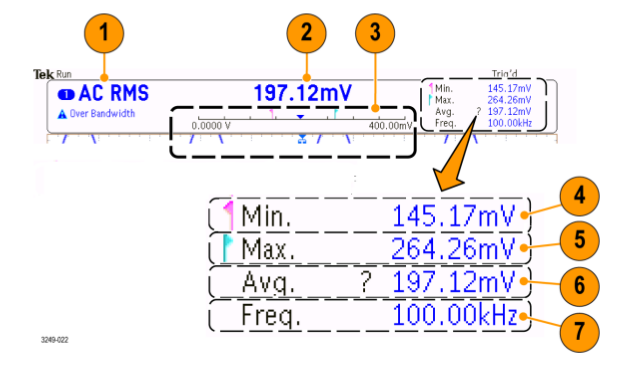 1 2 3
Tek Run Trig'd
1 AC RMS 197.12mV
Over Bandwidth
0.0000 V 400.00mV
Min. 145.17mV
Max. 264.26mV
Avg. ? 197.12mV
Freq. 100.00kHz
Min. 145.17mV 4
Max. 264.26mV 5
Avg. ? 197.12mV 6
Freq. 100.00kHz 7
3249-022